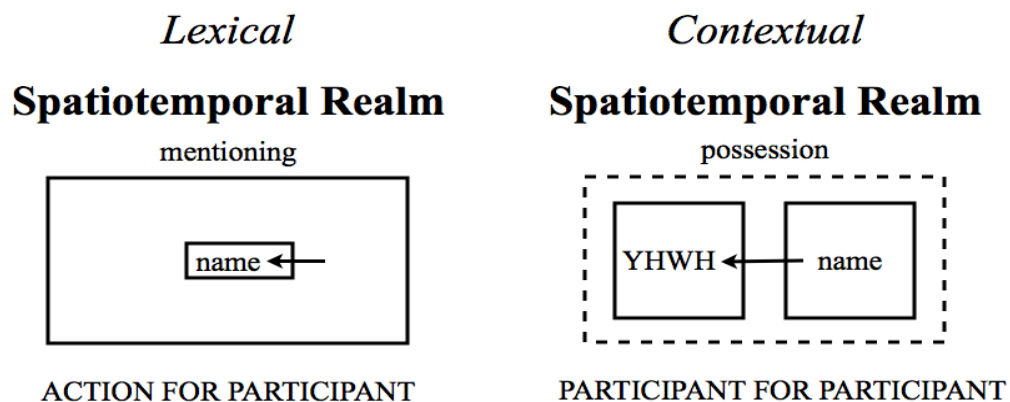 Lexical
Spatiotemporal Realm
mentioning
name
ACTION FOR PARTICIPANT
Contextual
Spatiotemporal Realm
possession
YHWH name
PARTICIPANT FOR PARTICIPANT